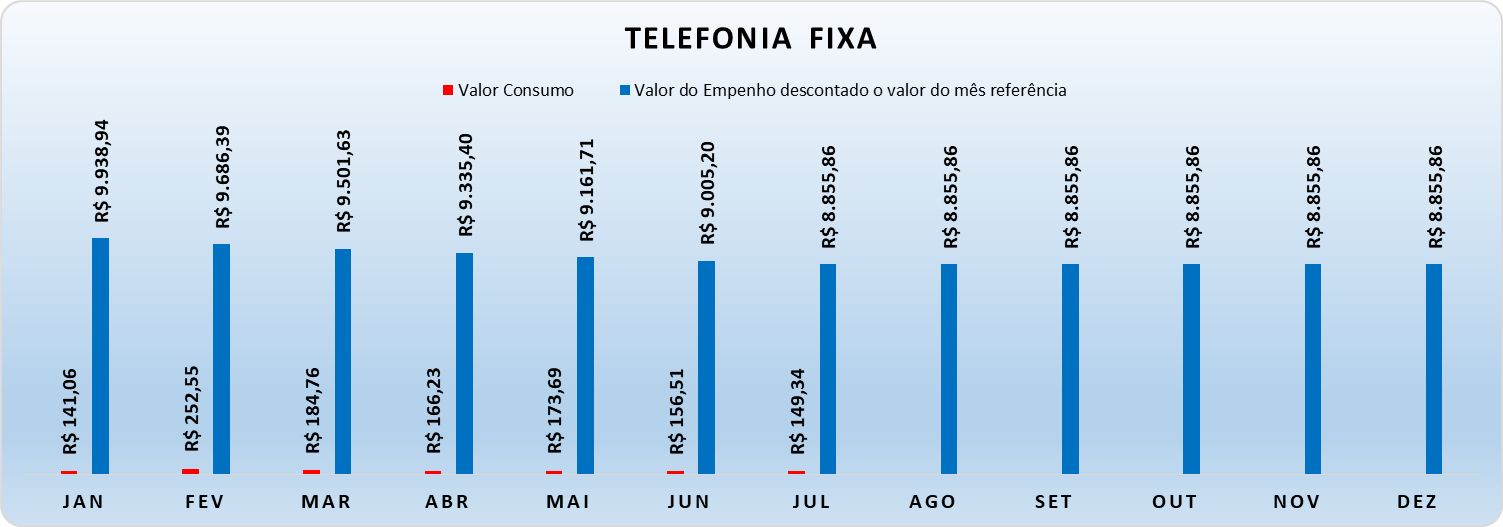 TELEFONIA FIXA
Valor Consumo
Valor do Empenho descontado o valor do mês referência
R$ 141,06
R$ 9.938,94
R$ 252,55
R$ 9.686,39
R$ 184,76
R$ 9.501,63
R$ 166,23
R$ 9.335,40
R$ 173,69
R$ 9.161,71
R$ 156,51
R$ 9.005,20
R$ 149,34
R$ 8.855,86
R$ 8.855,86
R$ 8.855,86
R$ 8.855,86
R$ 8.855,86
R$ 8.855,86
JAN FEV MAR ABR MAI JUN JUL AGO SET OUT NOV DEZ